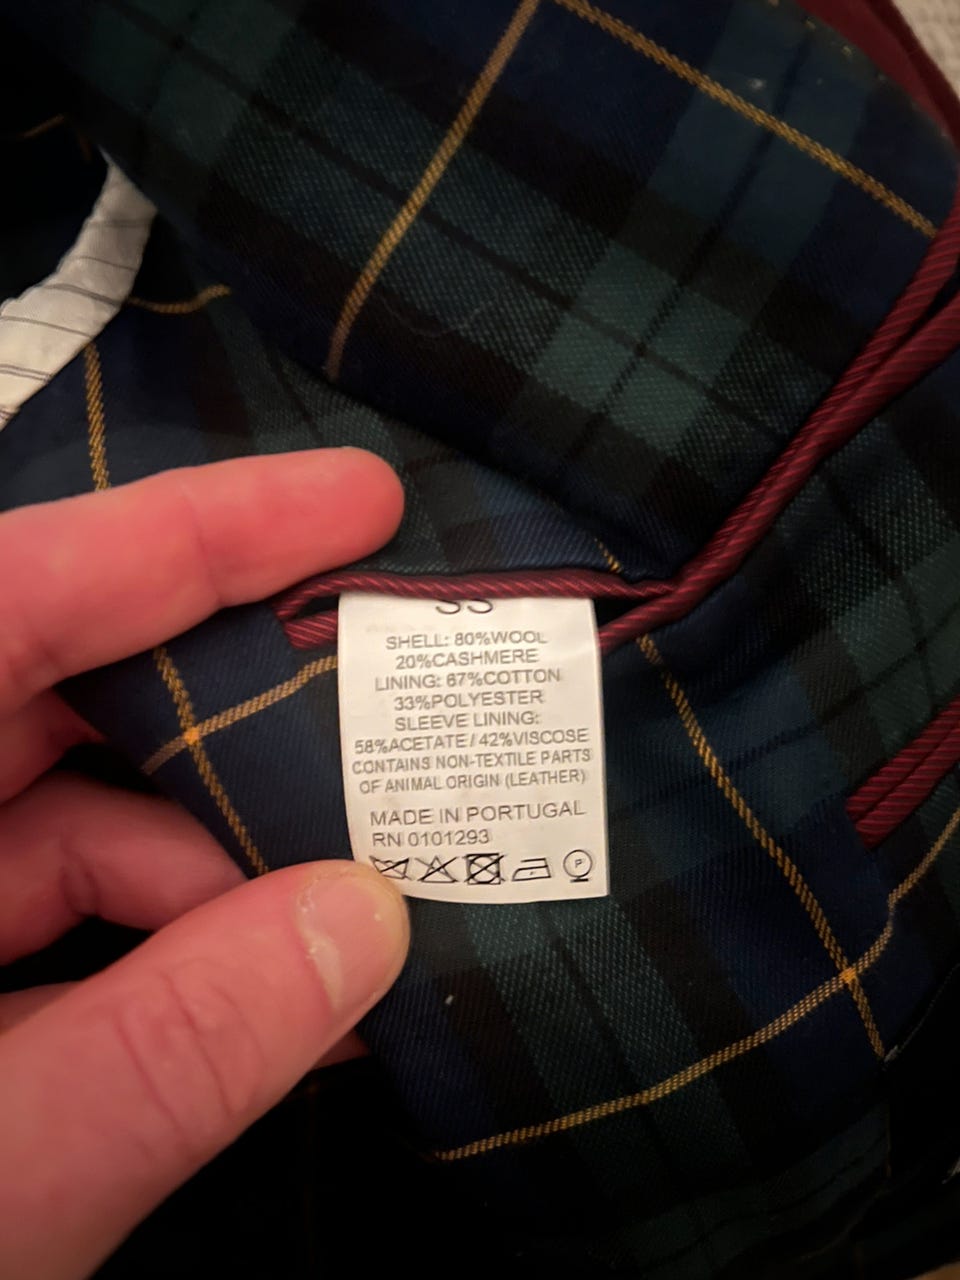 SS
SHELL: 80%WOOL
20%CASHMERE
LINING: 67%COTTON
33%POLYESTER
SLEEVE LINING:
58%ACETATE / 42%VISCOSE
CONTAINS NON-TEXTILE PARTS
OF ANIMAL ORIGIN (LEATHER)
MADE IN PORTUGAL
RN 0101293
P